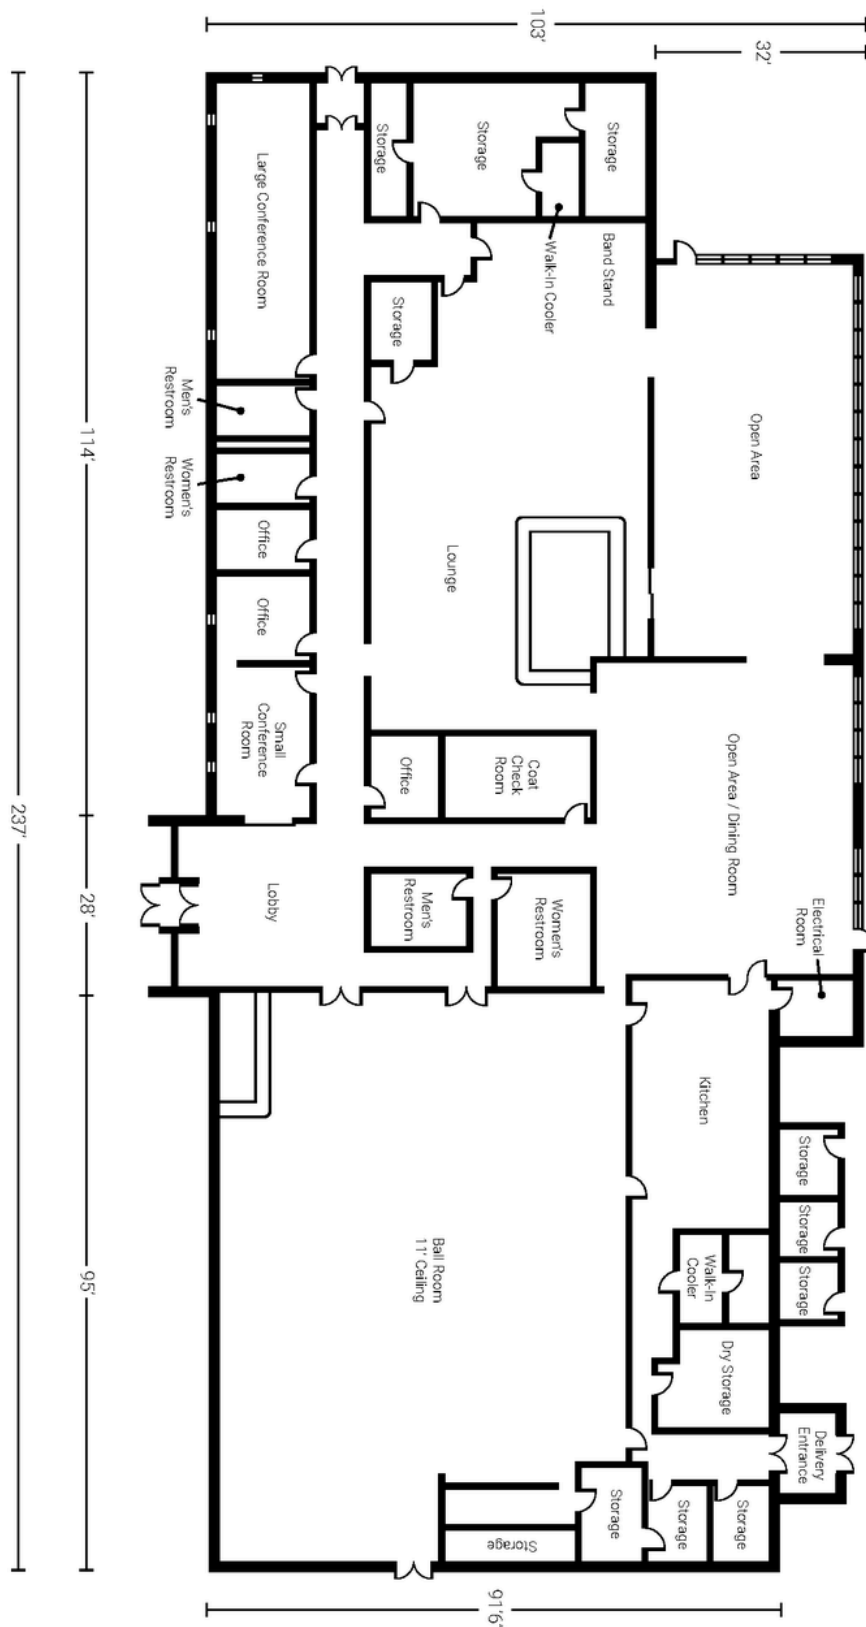 103'
32'
237'
114'
28'
95'
91'6"
Storage
Storage
Storage
Walk-In Cooler
Band Stand
Large Conference Room
Storage
Men's
Restroom
Women's
Restroom
Office
Office
Small
Conference
Room
Lounge
Open Area
Office
Coat
Check
Room
Open Area / Dining Room
Lobby
Men's
Restroom
Women's
Restroom
Electrical
Room
Kitchen
Storage
Storage
Storage
Walk-In
Cooler
Dry Storage
Delivery
Entrance
Ball Room
11' Ceiling
Storage
Storage
Storage
Storage